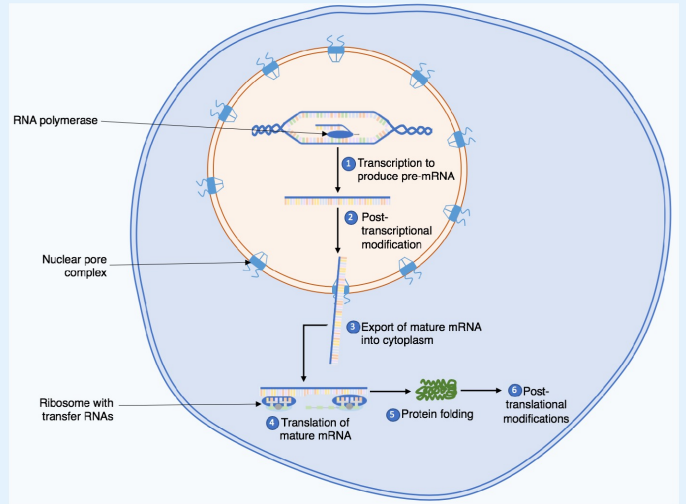 RNA polymerase
1 Transcription to
produce pre-mRNA
2 Post-
transcriptional
modification
Nuclear pore
complex
3 Export of mature mRNA
into cytoplasm
Ribosome with
transfer RNAs
4 Translation of
mature mRNA
5 Protein folding
6 Post-
translational
modifications